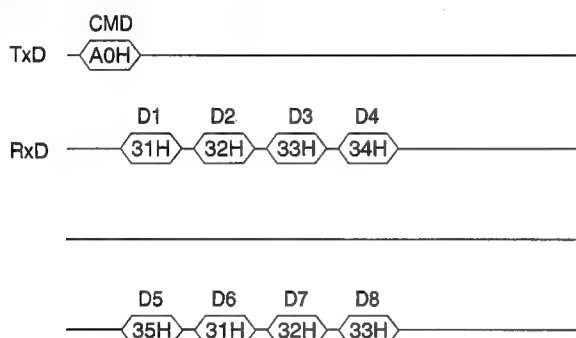 CMD
TxD A0H
D1 D2 D3 D4
RxD 31H 32H 33H 34H
D5 D6 D7 D8
35H 31H 32H 33H